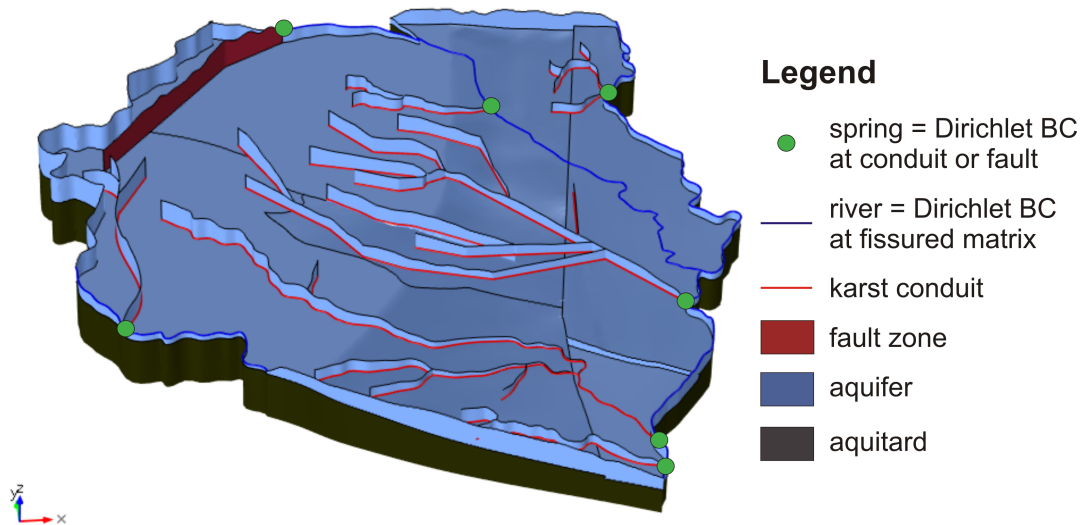 Legend
spring = Dirichlet BC
at conduit or fault
river = Dirichlet BC
at fissured matrix
karst conduit
fault zone
aquifer
aquitard
y z
x